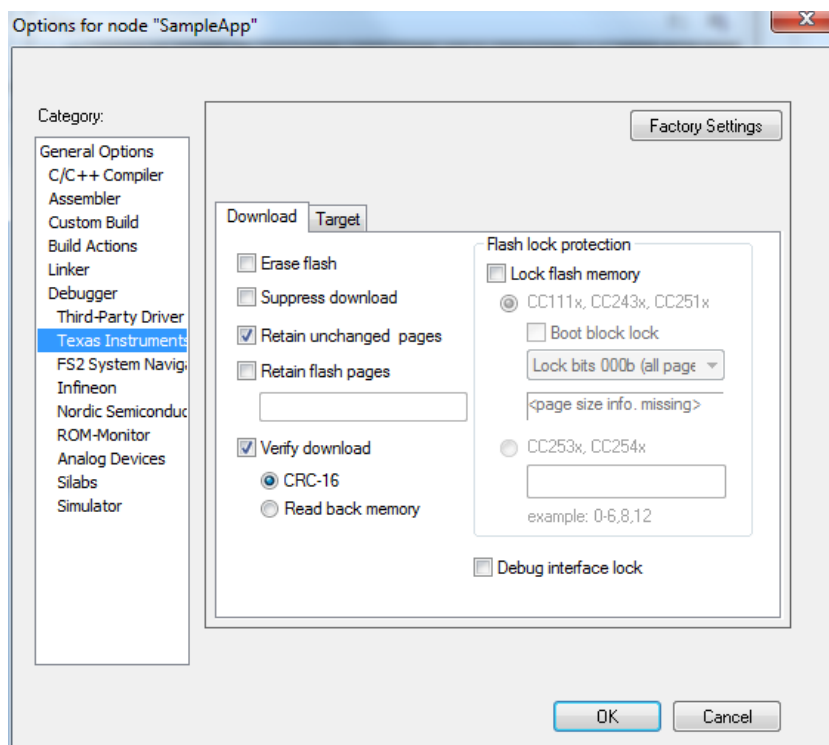 Options for node "SampleApp"
Category:
General Options
C/C++ Compiler
Assembler
Custom Build
Build Actions
Linker
Debugger
Third-Party Driver
Texas Instruments
FS2 System Naviga
Infineon
Nordic Semiconduc
ROM-Monitor
Analog Devices
Silabs
Simulator
Factory Settings
Download
Target
Erase flash
Suppress download
Retain unchanged pages
Retain flash pages
Verify download
CRC-16
Read back memory
Flash lock protection
Lock flash memory
CC111x, CC243x, CC251x
Boot block lock
Lock bits 000b (all page
<page size info. missing>
CC253x, CC254x
example: 0-6,8,12
Debug interface lock
OK
Cancel